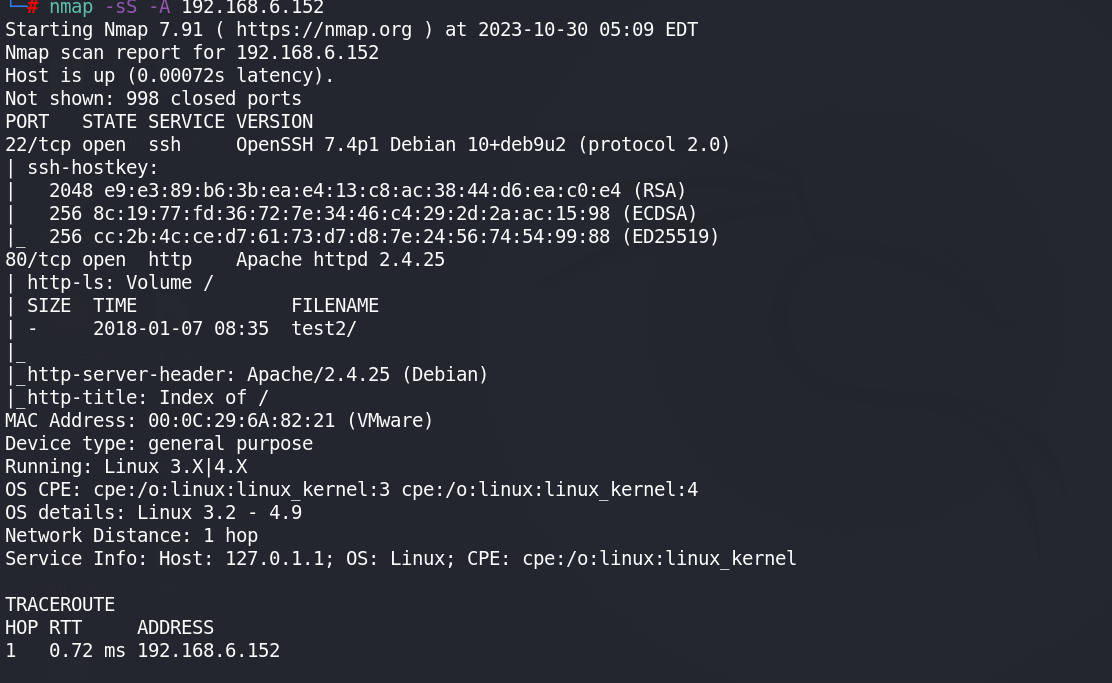 └─# nmap -sS -A 192.168.6.152
Starting Nmap 7.91 ( https://nmap.org ) at 2023-10-30 05:09 EDT
Nmap scan report for 192.168.6.152
Host is up (0.00072s latency).
Not shown: 998 closed ports
PORT   STATE SERVICE VERSION
22/tcp open  ssh     OpenSSH 7.4p1 Debian 10+deb9u2 (protocol 2.0)
| ssh-hostkey:
|   2048 e9:e3:89:b6:3b:ea:e4:13:c8:ac:38:44:d6:ea:c0:e4 (RSA)
|   256 8c:19:77:fd:36:72:7e:34:46:c4:29:2d:2a:ac:15:98 (ECDSA)
|_  256 cc:2b:4c:ce:d7:61:73:d7:d8:7e:24:56:74:54:99:88 (ED25519)
80/tcp open  http    Apache httpd 2.4.25
| http-ls: Volume /
| SIZE  TIME              FILENAME
| -     2018-01-07 08:35  test2/
|_
|_http-server-header: Apache/2.4.25 (Debian)
|_http-title: Index of /
MAC Address: 00:0C:29:6A:82:21 (VMware)
Device type: general purpose
Running: Linux 3.X|4.X
OS CPE: cpe:/o:linux:linux_kernel:3 cpe:/o:linux:linux_kernel:4
OS details: Linux 3.2 - 4.9
Network Distance: 1 hop
Service Info: Host: 127.0.1.1; OS: Linux; CPE: cpe:/o:linux:linux_kernel

TRACEROUTE
HOP RTT     ADDRESS
1   0.72 ms 192.168.6.152